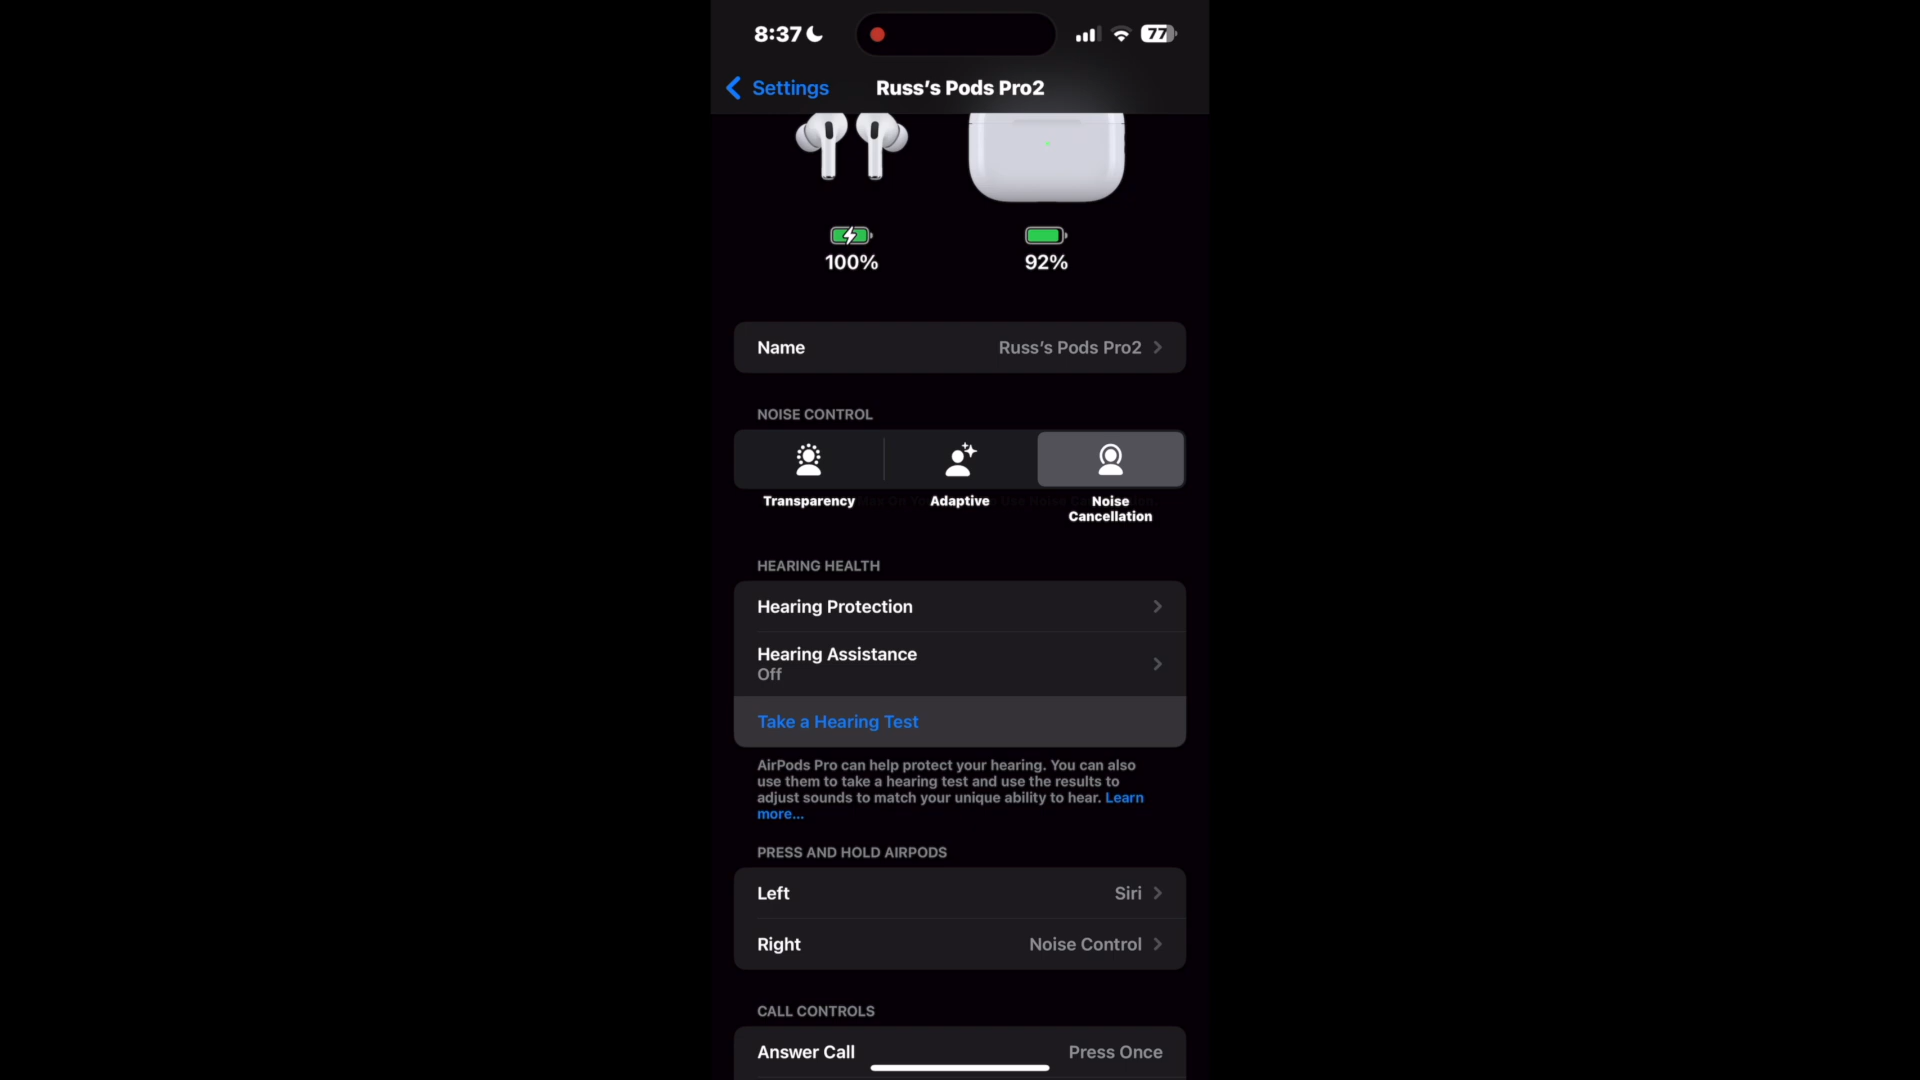 8:37
77
Settings
Russ's Pods Pro2
100%
92%
Name
Russ's Pods Pro2
NOISE CONTROL
Transparency
Adaptive
Noise
Cancellation
HEARING HEALTH
Hearing Protection
Hearing Assistance
Off
Take a Hearing Test
AirPods Pro can help protect your hearing. You can also
use them to take a hearing test and use the results to
adjust sounds to match your unique ability to hear. Learn
more...
PRESS AND HOLD AIRPODS
Left
Siri
Right
Noise Control
CALL CONTROLS
Answer Call
Press Once